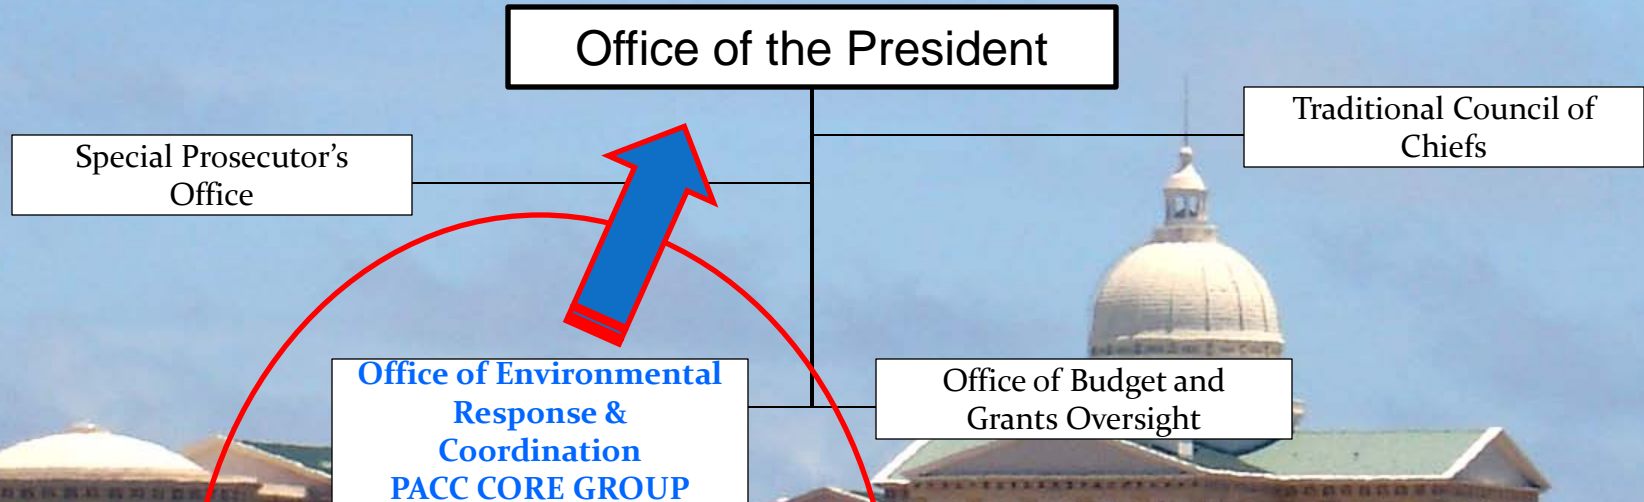 Office of the President
Traditional Council of
Chiefs
Special Prosecutor’s
Office
Office of Environmental
Response &
Coordination
PACC CORE GROUP
Office of Budget and
Grants Oversight